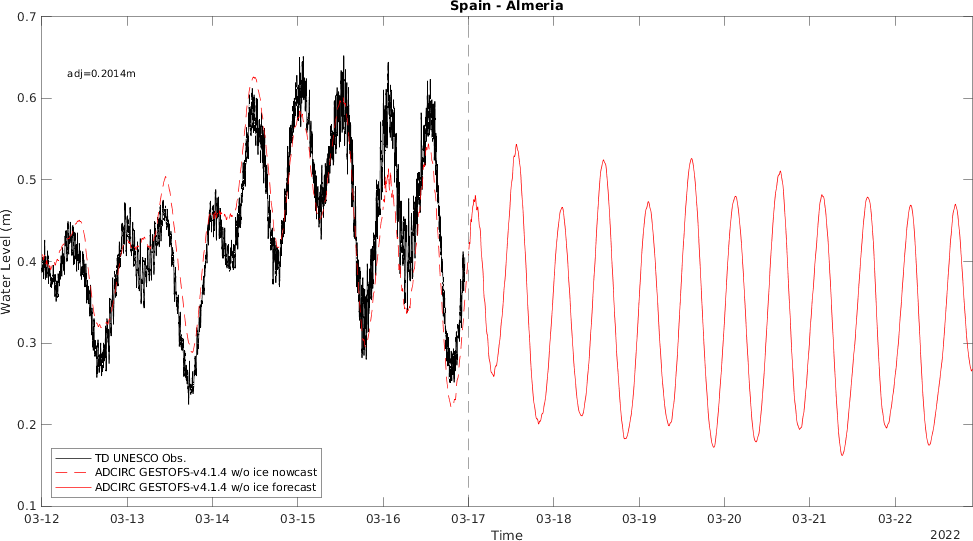 Spain - Almeria
0.7
0.6
0.5
0.4
0.3
0.2
0.1
Water Level (m)
adj=0.2014m
TD UNESCO Obs.
ADCIRC GESTOFS-v4.1.4 w/o ice nowcast
ADCIRC GESTOFS-v4.1.4 w/o ice forecast
03-12 03-13 03-14 03-15 03-16 03-17 03-18 03-19 03-20 03-21 03-22
Time
2022